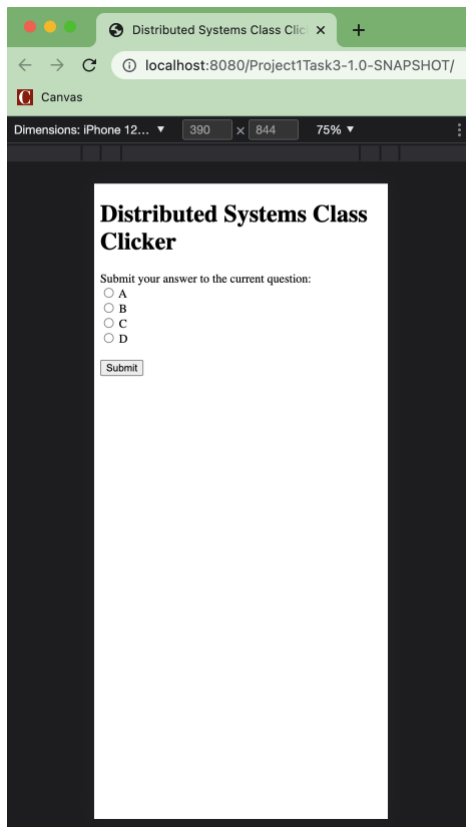 Distributed Systems Class Clic
localhost:8080/Project1Task3-1.0-SNAPSHOT/
C Canvas
Dimensions: iPhone 12... ▼ 390 × 844 75% ▼
Distributed Systems Class
Clicker
Submit your answer to the current question:
A
B
C
D
Submit